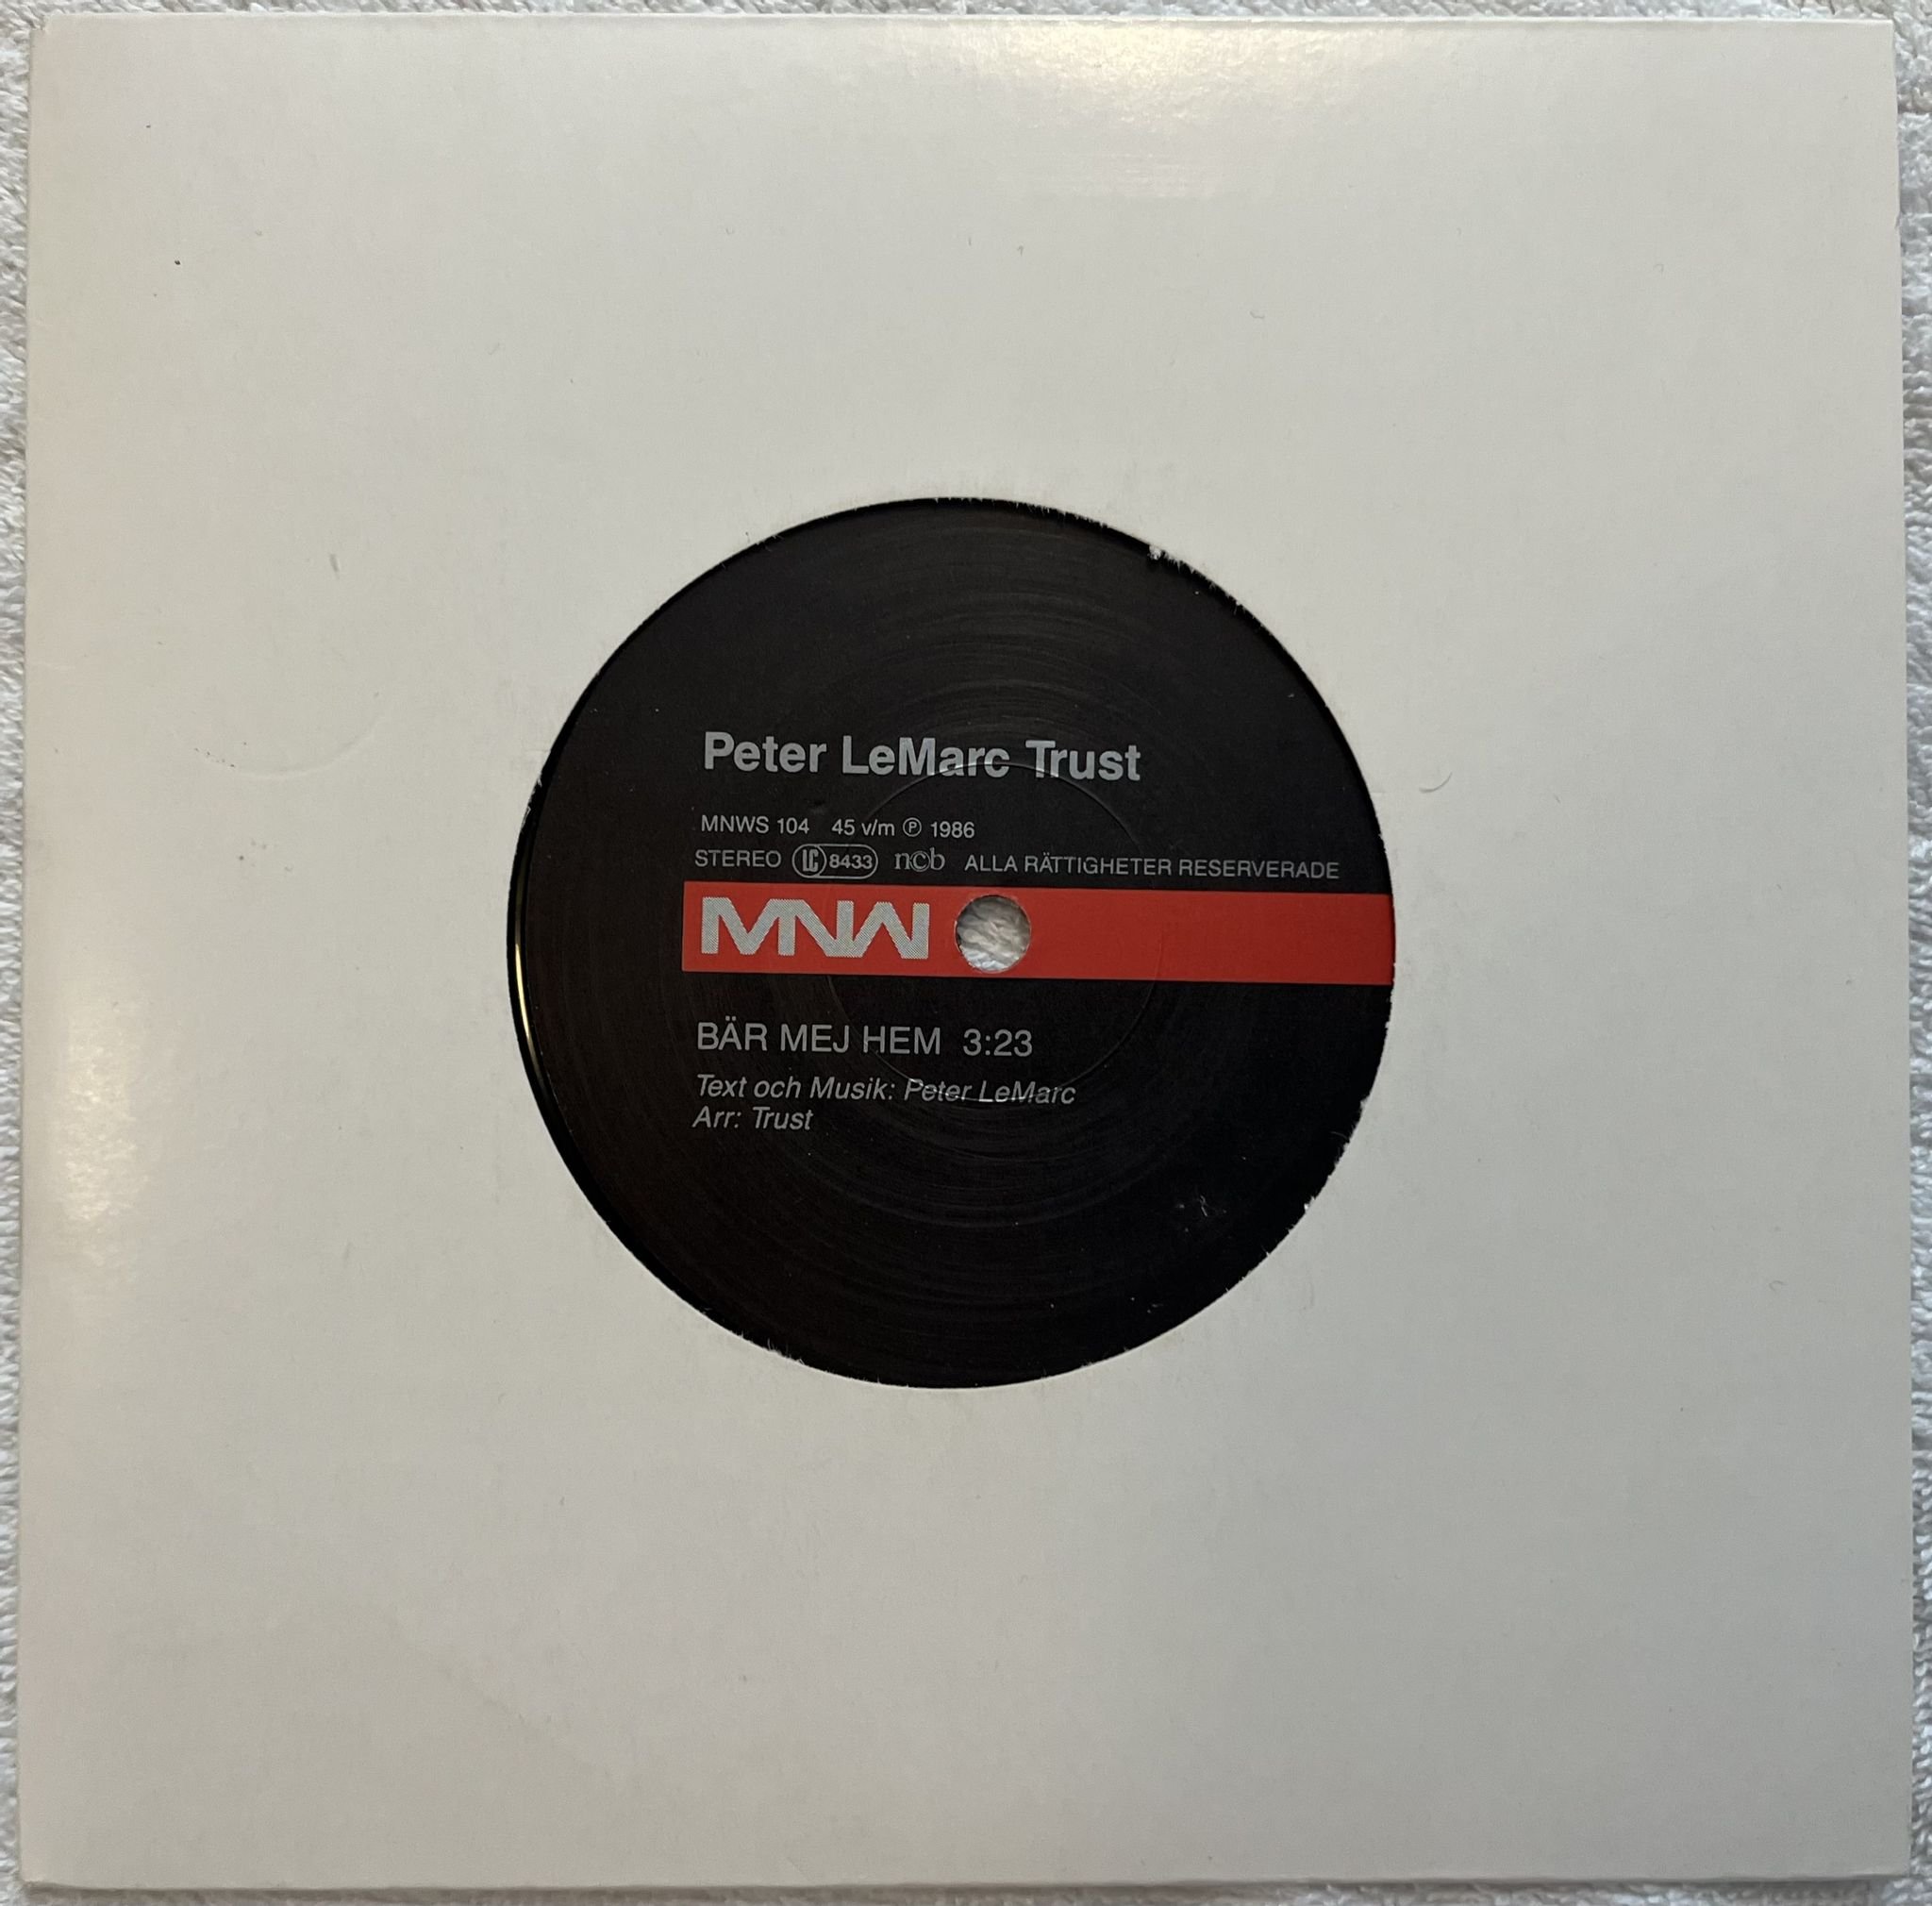 Peter LeMarc Trust
MNWS 104 45 v/m ℗ 1986
STEREO LC 8433 ncb ALLA RÄTTIGHETER RESERVERADE
MNW
BÄR MEJ HEM 3:23
Text och Musik: Peter LeMarc
Arr: Trust